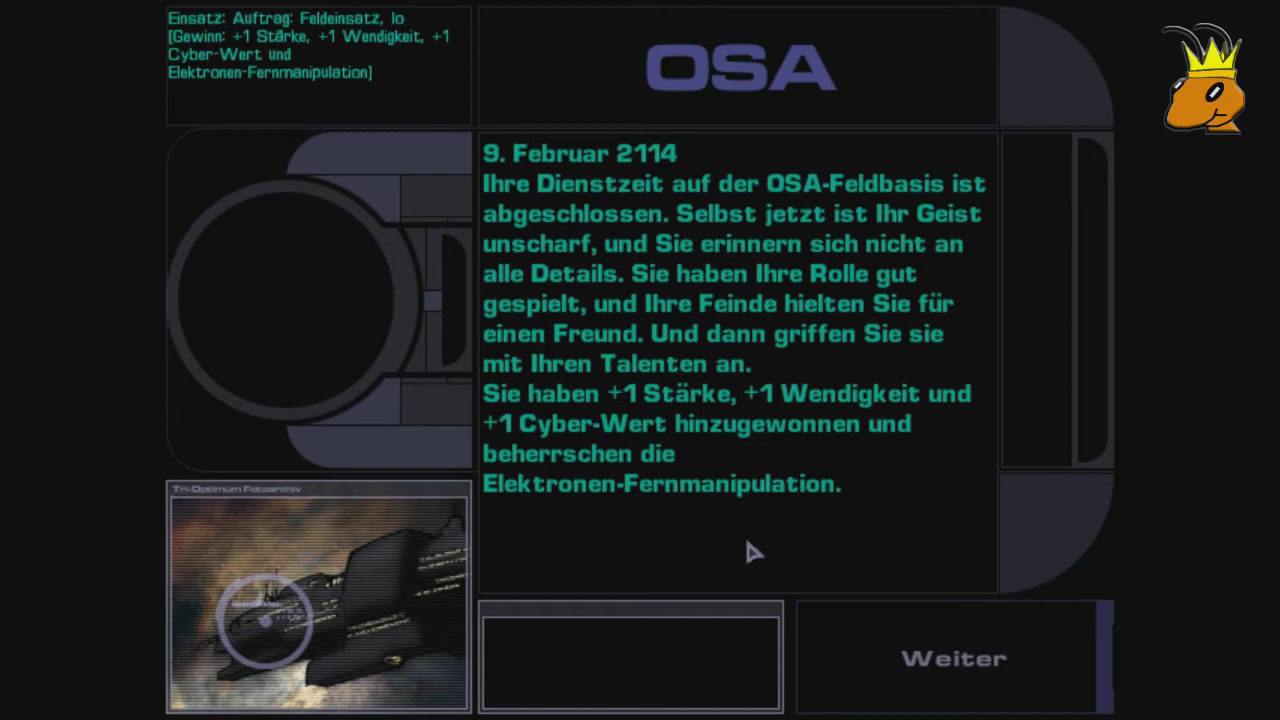 Einsatz: Auftrag: Feldeinsatz, Io
[Gewinn: +1 Stärke, +1 Wendigkeit, +1
Cyber-Wert und
Elektronen-Fernmanipulation]
OSA
9. Februar 2114
Ihre Dienstzeit auf der OSA-Feldbasis ist
abgeschlossen. Selbst jetzt ist Ihr Geist
unscharf, und Sie erinnern sich nicht an
alle Details. Sie haben Ihre Rolle gut
gespielt, und Ihre Feinde hielten Sie für
einen Freund. Und dann griffen Sie sie
mit Ihren Talenten an.
Sie haben +1 Stärke, +1 Wendigkeit und
+1 Cyber-Wert hinzugewonnen und
beherrschen die
Elektronen-Fernmanipulation.
Tri-Optimum Fotoarchiv
Weiter